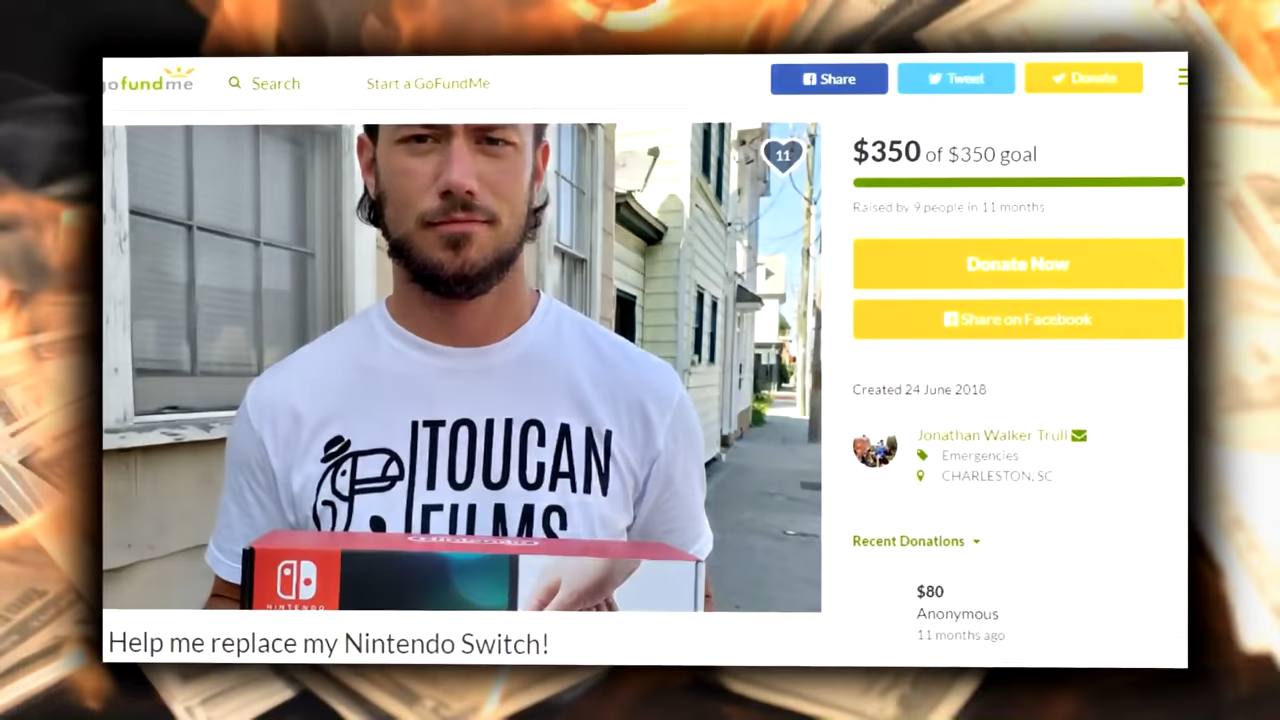 gofundme
Search
Start a GoFundMe
Share
Tweet
Donate
11
$350 of $350 goal
Raised by 9 people in 11 months
Donate Now
Share on Facebook
Created 24 June 2018
Jonathan Walker Trull
Emergencies
CHARLESTON, SC
Recent Donations
$80
Anonymous
11 months ago
TOUCAN
FILMS
Nintendo
NINTENDO
Help me replace my Nintendo Switch!